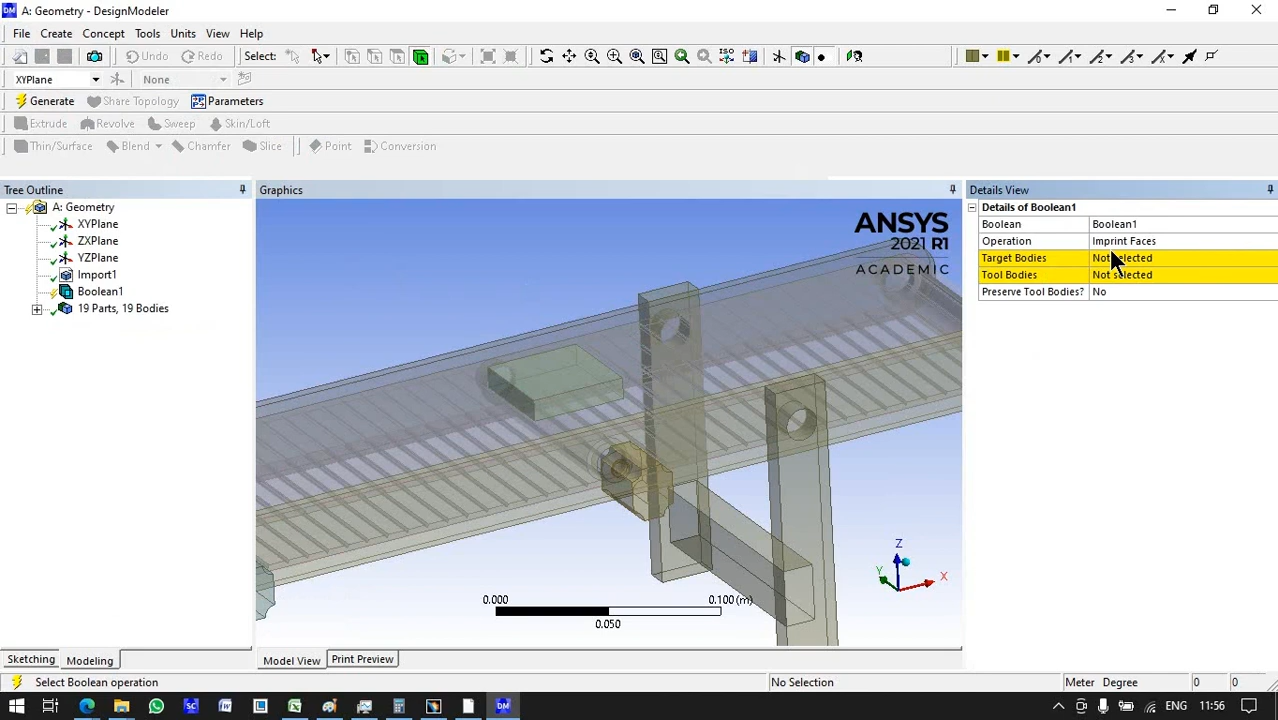 A: Geometry - DesignModeler
File Create Concept Tools Units View Help
Undo Redo Select:
XYPlane None
Generate Share Topology Parameters
Extrude Revolve Sweep Skin/Loft
Thin/Surface Blend Chamfer Slice Point Conversion
Tree Outline
Graphics
Details View
A: Geometry
XYPlane
ZXPlane
YZPlane
Import1
Boolean1
19 Parts, 19 Bodies
ANSYS
2021 R1
ACADEMIC
Details of Boolean1
Boolean Boolean1
Operation Imprint Faces
Target Bodies Not selected
Tool Bodies Not selected
Preserve Tool Bodies? No
Z
Y
X
0.000 0.100 (m)
0.050
Sketching Modeling
Model View Print Preview
Select Boolean operation
No Selection
Meter Degree 0 0
ENG 11:56